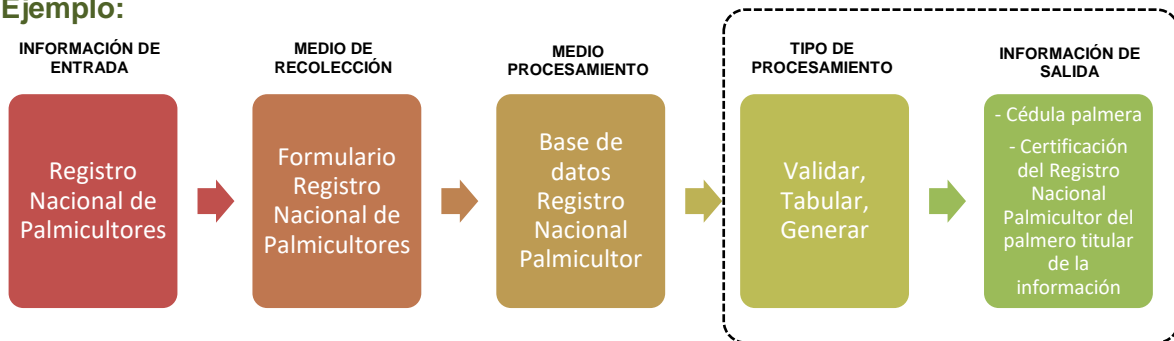 Ejemplo:
INFORMACIÓN DE
ENTRADA
MEDIO DE
RECOLECCIÓN
MEDIO
PROCESAMIENTO
TIPO DE
PROCESAMIENTO
INFORMACIÓN DE
SALIDA
Registro
Nacional de
Palmicultores
Formulario
Registro
Nacional de
Palmicultores
Base de
datos
Registro
Nacional
Palmicultor
Validar,
Tabular,
Generar
- Cédula palmera
- Certificación
del Registro
Nacional
Palmicultor del
palmero titular
de la
información